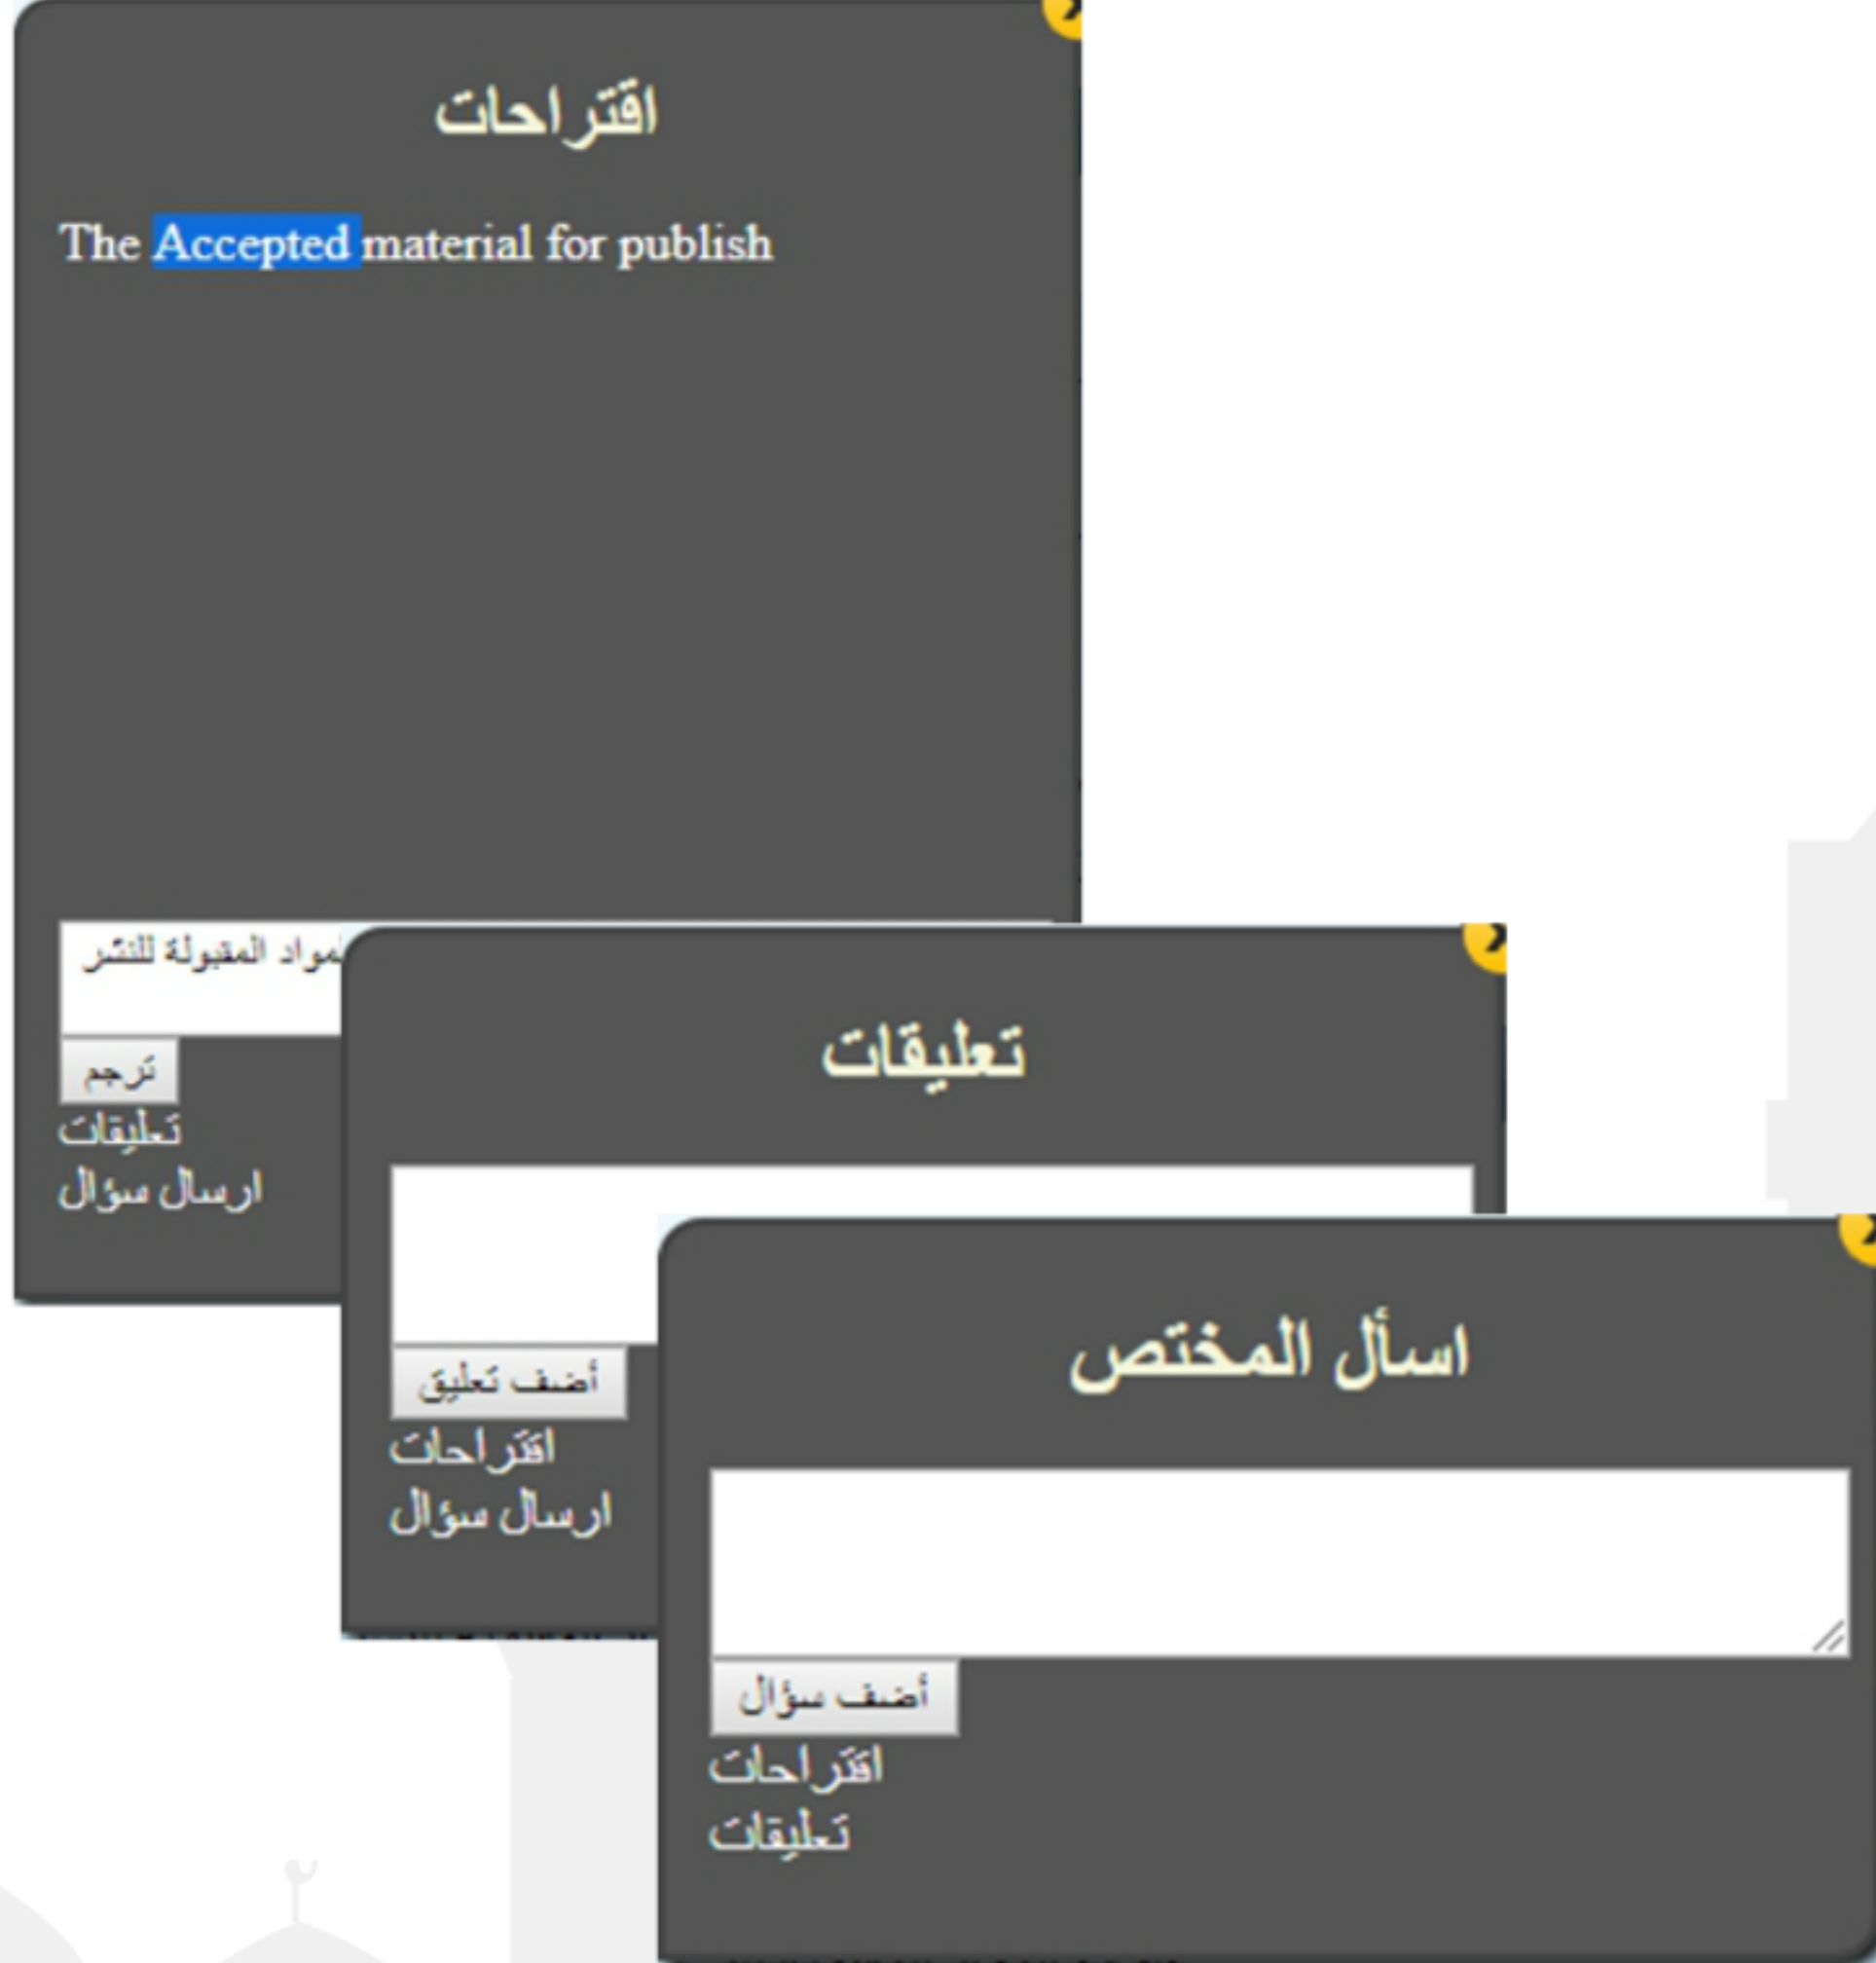 اقتراحات
The Accepted material for publish
المقبولة للنشر
ترجم
تعليقات
ارسال سؤال
تعليقات
أضف تعليق
اقتراحات
ارسال سؤال
اسأل المختص
أضف سؤال
اقتراحات
تعليقات